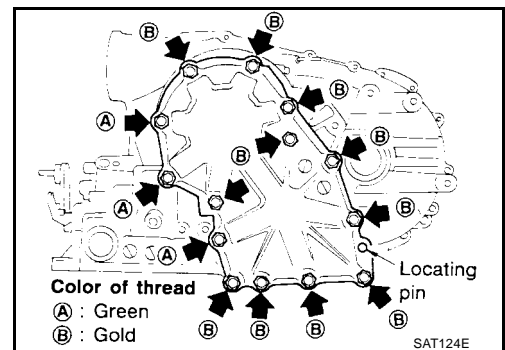 Ⓑ
Ⓑ
Ⓑ
Ⓐ
Ⓑ
Ⓑ
Ⓑ
Ⓐ
Ⓑ
Ⓐ
Locating
pin
Color of thread
Ⓐ : Green
Ⓑ : Gold
Ⓑ
Ⓑ
Ⓑ
Ⓑ
SAT124E